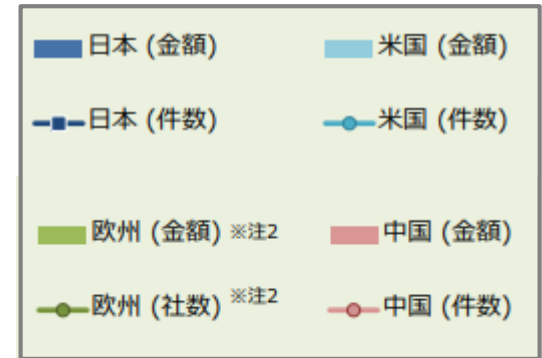 日本 (金額) 米国 (金額)
日本 (件数) 米国 (件数)
欧州 (金額) ※注2 中国 (金額)
欧州 (社数) ※注2 中国 (件数)